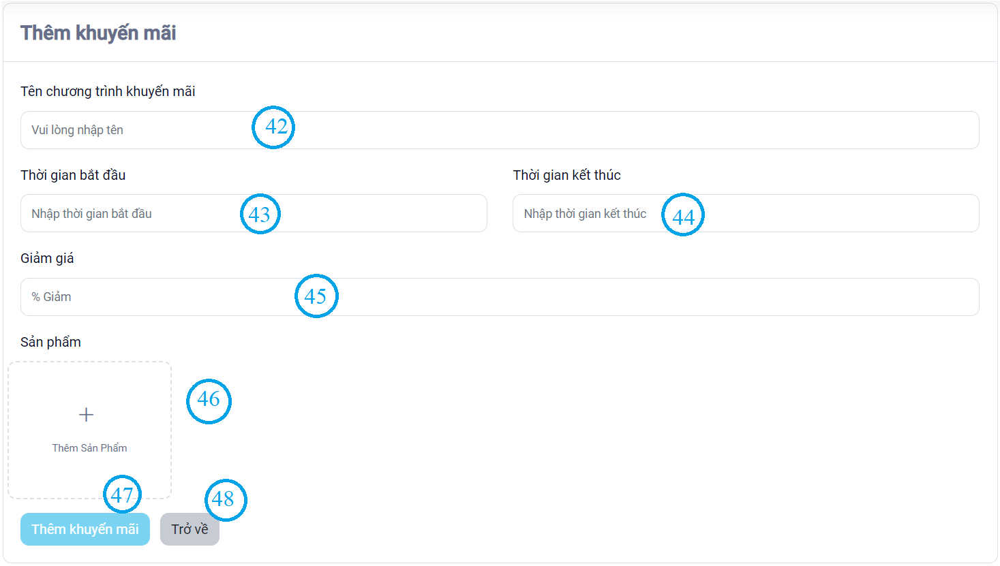 Thêm khuyến mãi
Tên chương trình khuyến mãi
Vui lòng nhập tên 42
Thời gian bắt đầu
Thời gian kết thúc
Nhập thời gian bắt đầu 43
Nhập thời gian kết thúc 44
Giảm giá
% Giảm 45
Sản phẩm
46
Thêm Sản Phẩm
47
48
Thêm khuyến mãi
Trở về